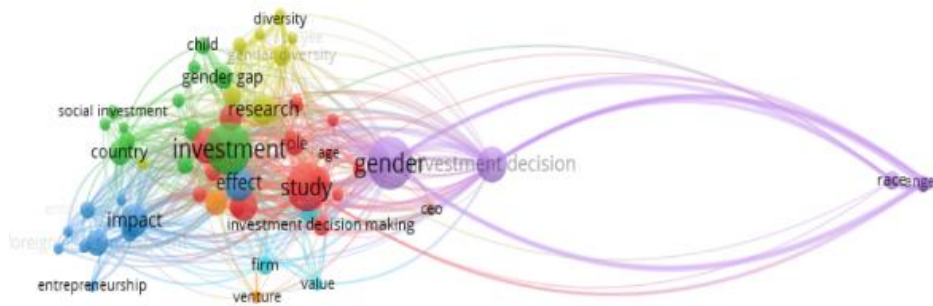 diversity
child
gender diversity
gender gap
research
social investment
investment
role
age
country
gender
investment decision
effect
study
race
ceo
impact
investment decision making
firm
entrepreneurship
value
venture